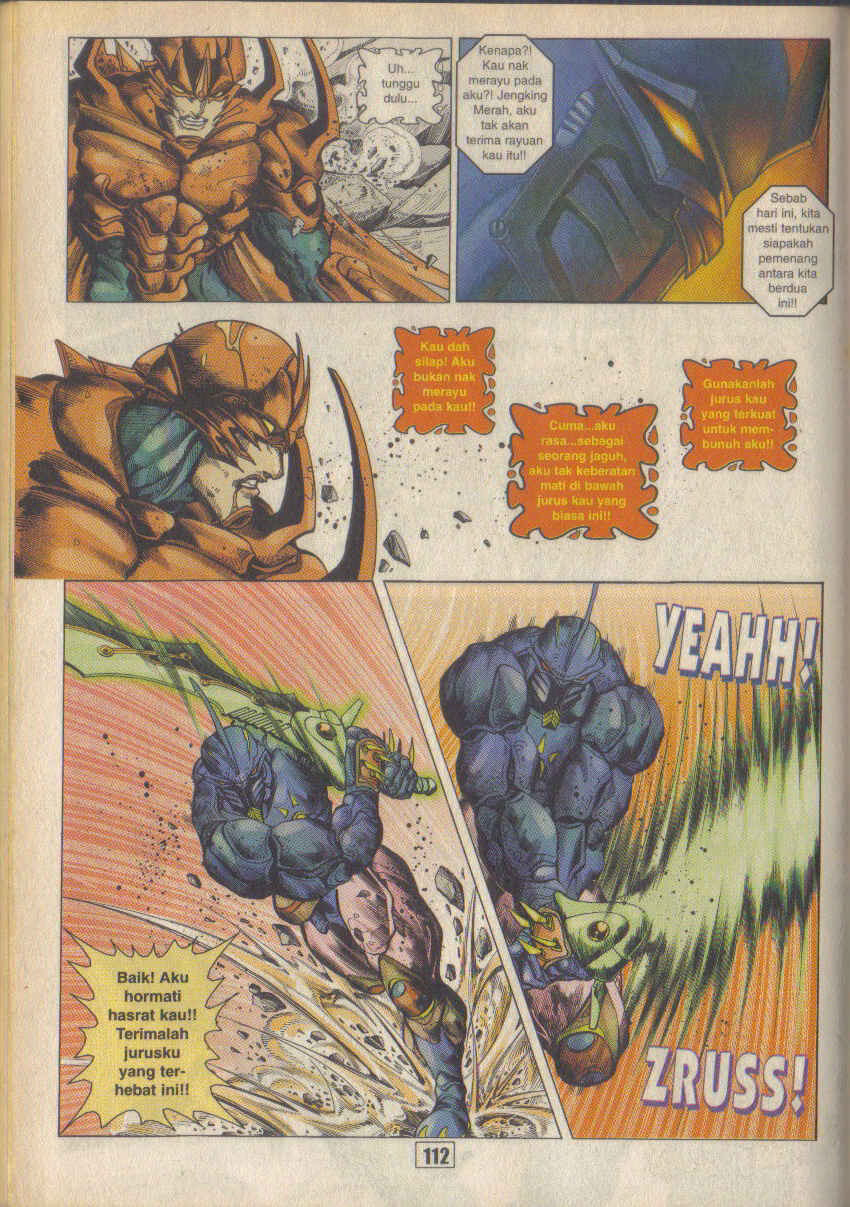 Uh...
tunggu
dulu...
Kenapa?!
Kau nak
merayu pada
aku?! Jengking
Merah, aku
tak akan
terima rayuan
kau itu!!
Sebab
hari ini, kita
mesti tentukan
siapakah
pemenang
antara kita
berdua
ini!!
Kau dah
silap! Aku
bukan nak
merayu
pada kau!!
Cuma...aku
rasa...sebagai
seorang jaguh,
aku tak keberatan
mati di bawah
jurus kau yang
biasa ini!!
Gunakanlah
jurus kau
yang terkuat
untuk mem-
bunuh aku!!
Baik! Aku
hormati
hasrat kau!!
Terimalah
jurusku
yang ter-
hebat ini!!
YEAHH!
ZRUSS!
112